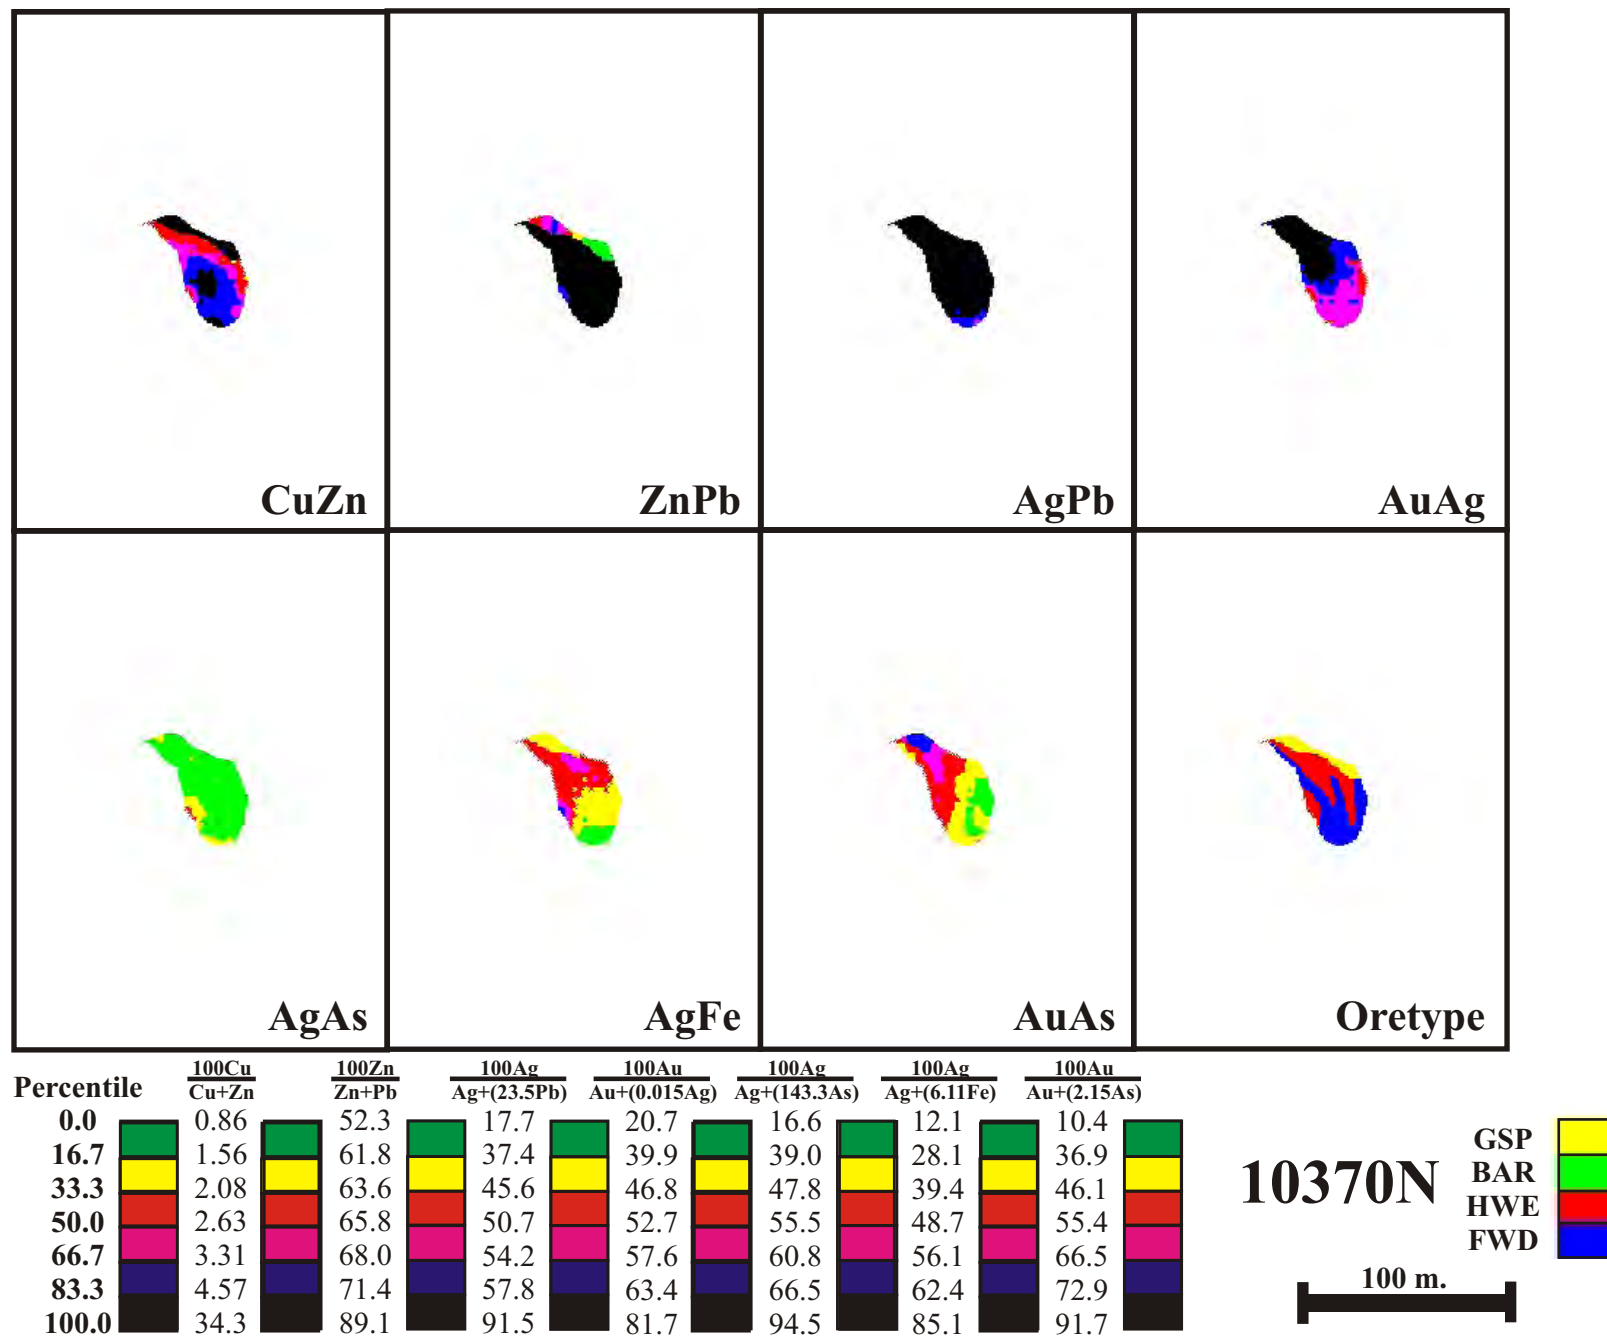 CuZn ZnPb AgPb AuAg
AgAs AgFe AuAs Oretype
Percentile 100Cu 100Zn 100Ag 100Au 100Ag 100Ag 100Au
Cu+Zn Zn+Pb Ag+(23.5Pb) Au+(0.015Ag) Ag+(143.3As) Ag+(6.11Fe) Au+(2.15As)
0.0 0.86 52.3 17.7 20.7 16.6 12.1 10.4
16.7 1.56 61.8 37.4 39.9 39.0 28.1 36.9
33.3 2.08 63.6 45.6 46.8 47.8 39.4 46.1
50.0 2.63 65.8 50.7 52.7 55.5 48.7 55.4
66.7 3.31 68.0 54.2 57.6 60.8 56.1 66.5
83.3 4.57 71.4 57.8 63.4 66.5 62.4 72.9
100.0 34.3 89.1 91.5 81.7 94.5 85.1 91.7
10370N
GSP
BAR
HWE
FWD
100 m.